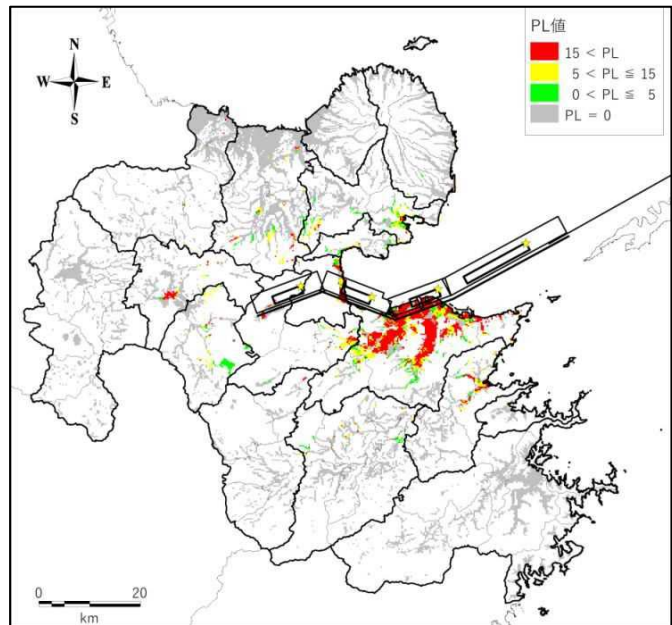 PL値
15 < PL
5 < PL ≦ 15
0 < PL ≦ 5
PL = 0
N
W E
S
0 20
km